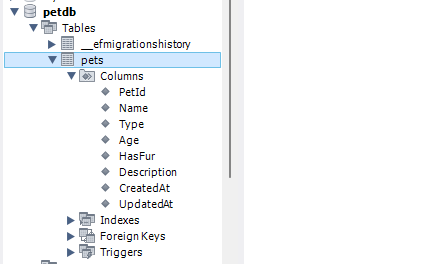 petdb
Tables
__efmigrationshistory
pets
Columns
PetId
Name
Type
Age
HasFur
Description
CreatedAt
UpdatedAt
Indexes
Foreign Keys
Triggers